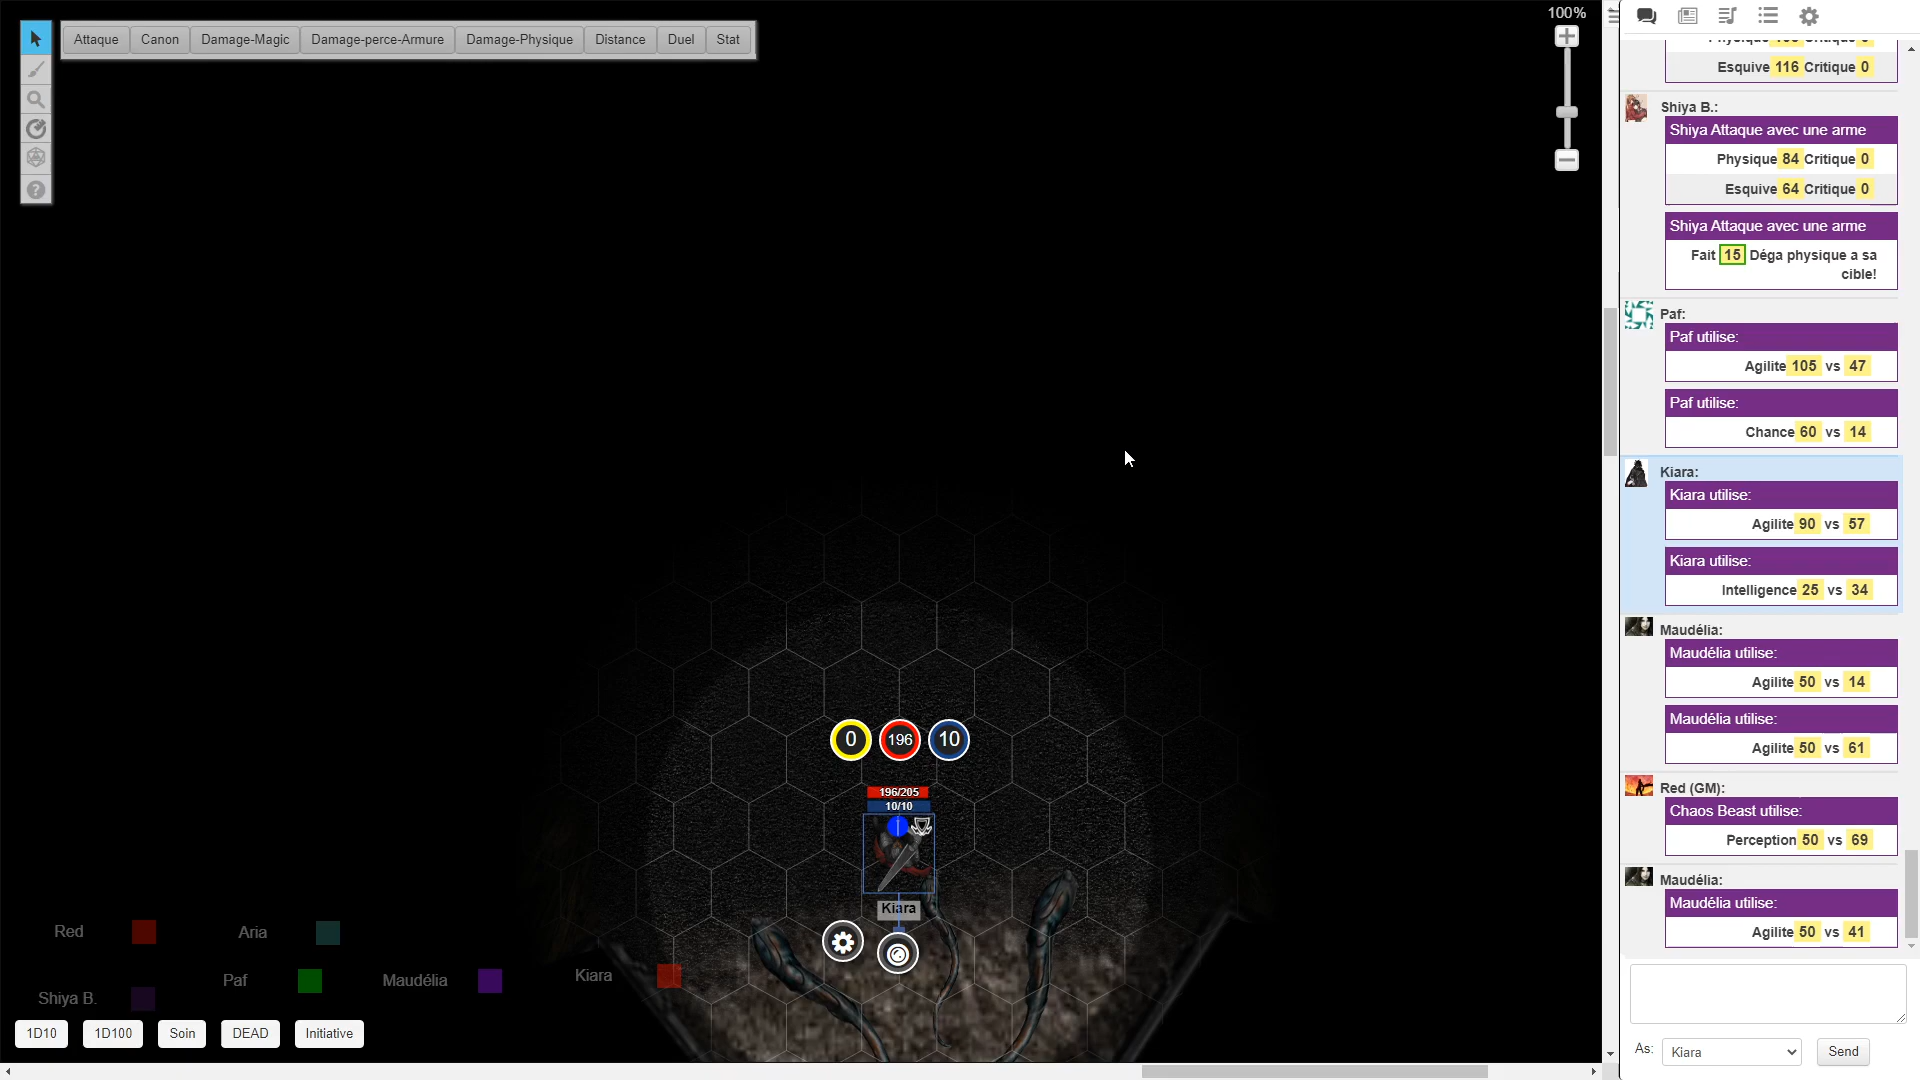 100%
Attaque Canon Damage-Magic Damage-perce-Armure Damage-Physique Distance Duel Stat
Esquive 116 Critique 0
Shiya B.:
Shiya Attaque avec une arme
Physique 84 Critique 0
Esquive 64 Critique 0
Shiya Attaque avec une arme
Fait 15 Déga physique a sa
cible!
Paf:
Paf utilise:
Agilite 105 vs 47
Paf utilise:
Chance 60 vs 14
Kiara:
Kiara utilise:
Agilite 90 vs 57
Kiara utilise:
Intelligence 25 vs 34
Maudélia:
Maudélia utilise:
Agilite 50 vs 14
Maudélia utilise:
Agilite 50 vs 61
Red (GM):
Chaos Beast utilise:
Perception 50 vs 69
Maudélia:
Maudélia utilise:
Agilite 50 vs 41
As: Kiara Send
0 196 10
196/205
10/10
Kiara
Red Aria
Shiya B. Paf Maudélia Kiara
1D10 1D100 Soin DEAD Initiative